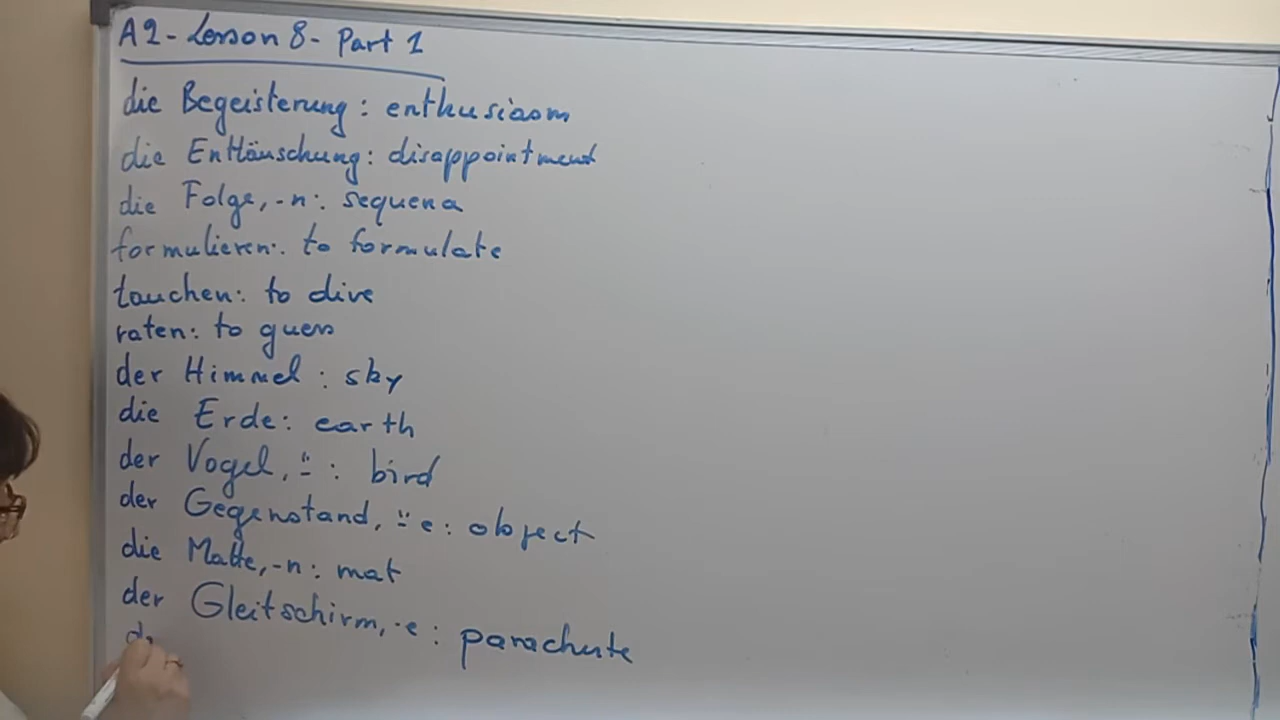 A2 - Lesson 8 - Part 1
die Begeisterung: enthusiasm
die Enttäuschung: disappointment
die Folge, -n: sequence
formulieren: to formulate
tauchen: to dive
raten: to guess
der Himmel: sky
die Erde: earth
der Vogel, ⸚: bird
der Gegenstand, ⸚e: object
die Matte, -n: mat
der Gleitschirm, -e: parachute
d